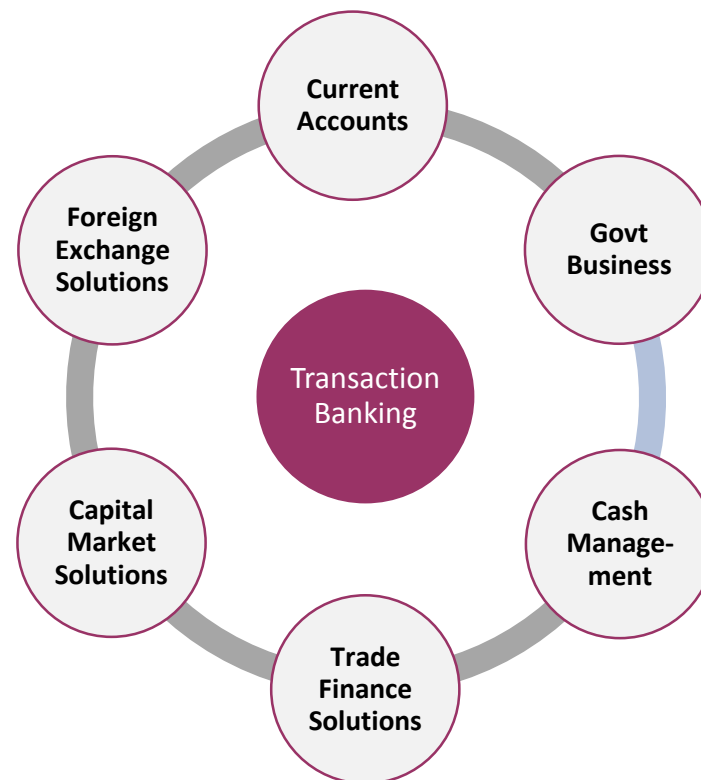 Current
Accounts
Govt
Business
Cash
Manage-
ment
Trade
Finance
Solutions
Capital
Market
Solutions
Foreign
Exchange
Solutions
Transaction
Banking